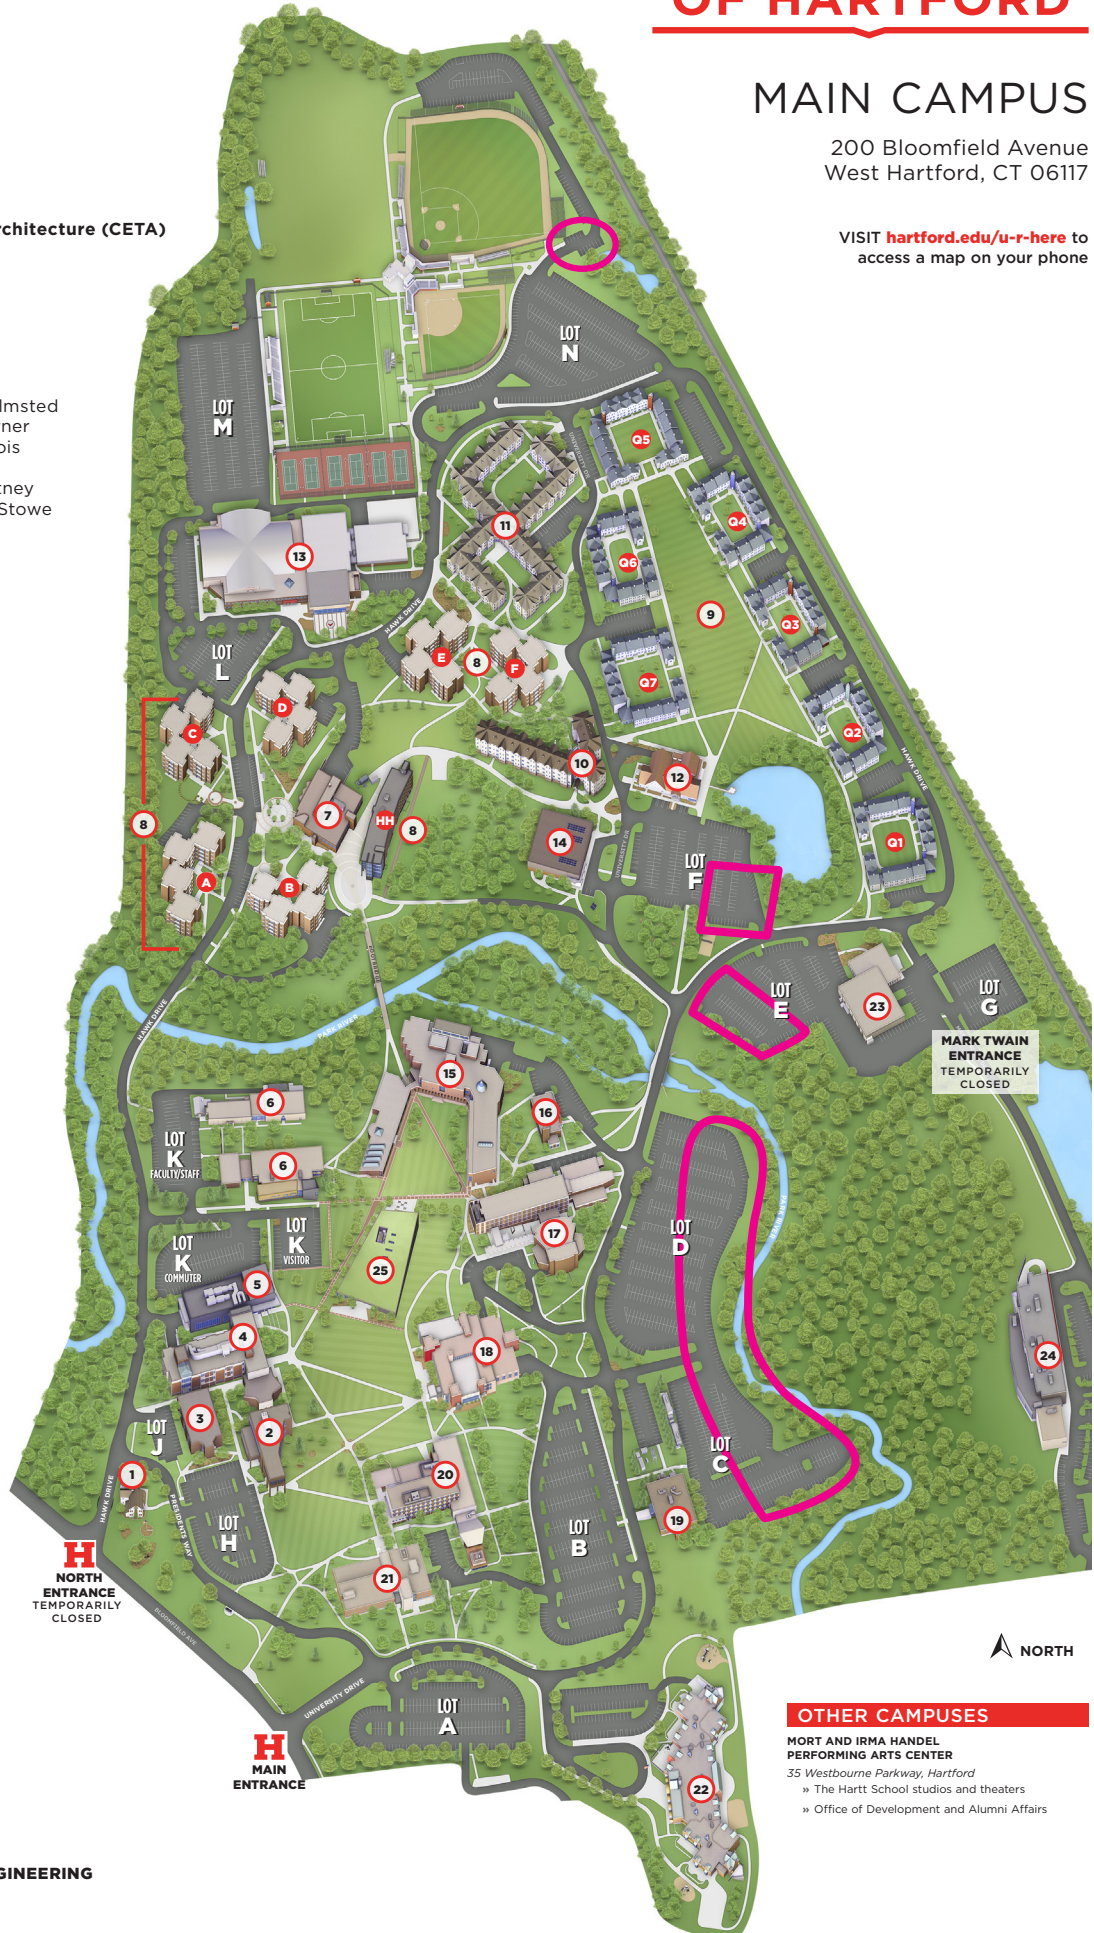 OF HARTFORD
MAIN CAMPUS
200 Bloomfield Avenue
West Hartford, CT 06117
VISIT hartford.edu/u-r-here to
access a map on your phone
rchitecture (CETA)
lmsted
ner
ois
tney
Stowe
LOT
N
LOT
M
UNIVERSITY DR
Q5
Q4
11
Q6
13
HAWK DRIVE
9
Q3
E
8
F
LOT
L
Q7
D
C
Q2
10
12
HAWK DRIVE
7
HH
8
8
14
Q1
UNIVERSITY DR
LOT
F
A
B
LOT
E
LOT
G
23
HAWK DRIVE
PARK RIVER
MARK TWAIN
ENTRANCE
TEMPORARILY
CLOSED
15
6
16
LOT
K
FACULTY/STAFF
6
PARK RIVER
LOT
K
VISITOR
17
LOT
D
LOT
K
COMMUTER
25
5
4
18
24
3
2
LOT
J
LOT
C
1
20
HAWK DRIVE
PRESIDENTS WAY
LOT
H
LOT
B
19
H
NORTH
ENTRANCE
TEMPORARILY
CLOSED
21
BLOOMFIELD AVE
NORTH
UNIVERSITY DRIVE
LOT
A
H
MAIN
ENTRANCE
22
OTHER CAMPUSES
MORT AND IRMA HANDEL
PERFORMING ARTS CENTER
35 Westbourne Parkway, Hartford
» The Hartt School studios and theaters
» Office of Development and Alumni Affairs
GINEERING